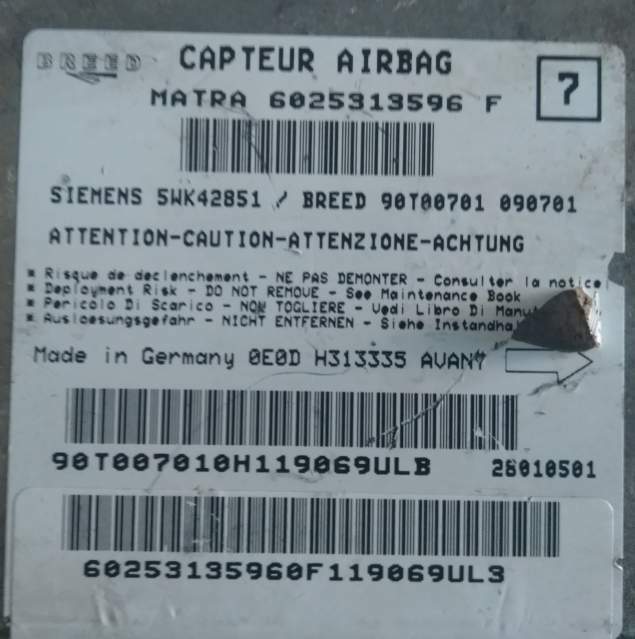 BREED CAPTEUR AIRBAG
7
MATRA 6025313596 F
SIEMENS 5WK42851 / BREED 90T00701 090701
ATTENTION-CAUTION-ATTENZIONE-ACHTUNG
* Risque de declenchement - NE PAS DEMONTER - Consulter la notice
* Deployment Risk - DO NOT REMOVE - See Maintenance Book
* Pericolo Di Scarico - NON TOGLIERE - Vedi Libro Di
* Ausloesungsgefahr - NICHT ENTFERNEN - Siehe
Made in Germany 0E0D H313335 AVANT
90T007010H119069ULB 28010501
60253135960F119069UL3